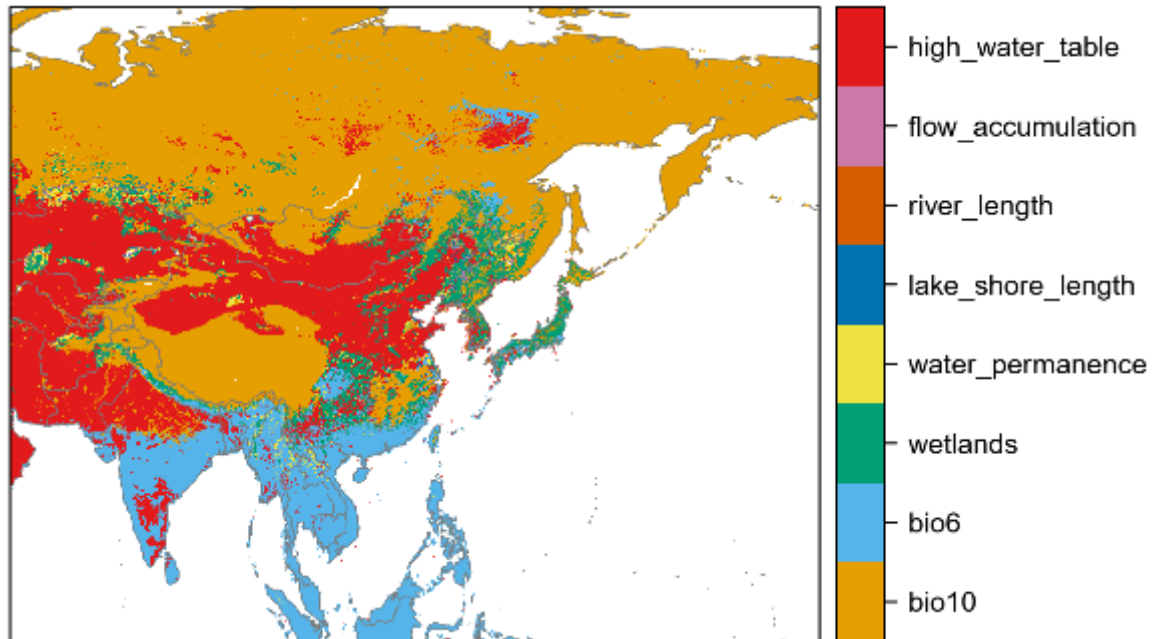 high_water_table
flow_accumulation
river_length
lake_shore_length
water_permanence
wetlands
bio6
bio10